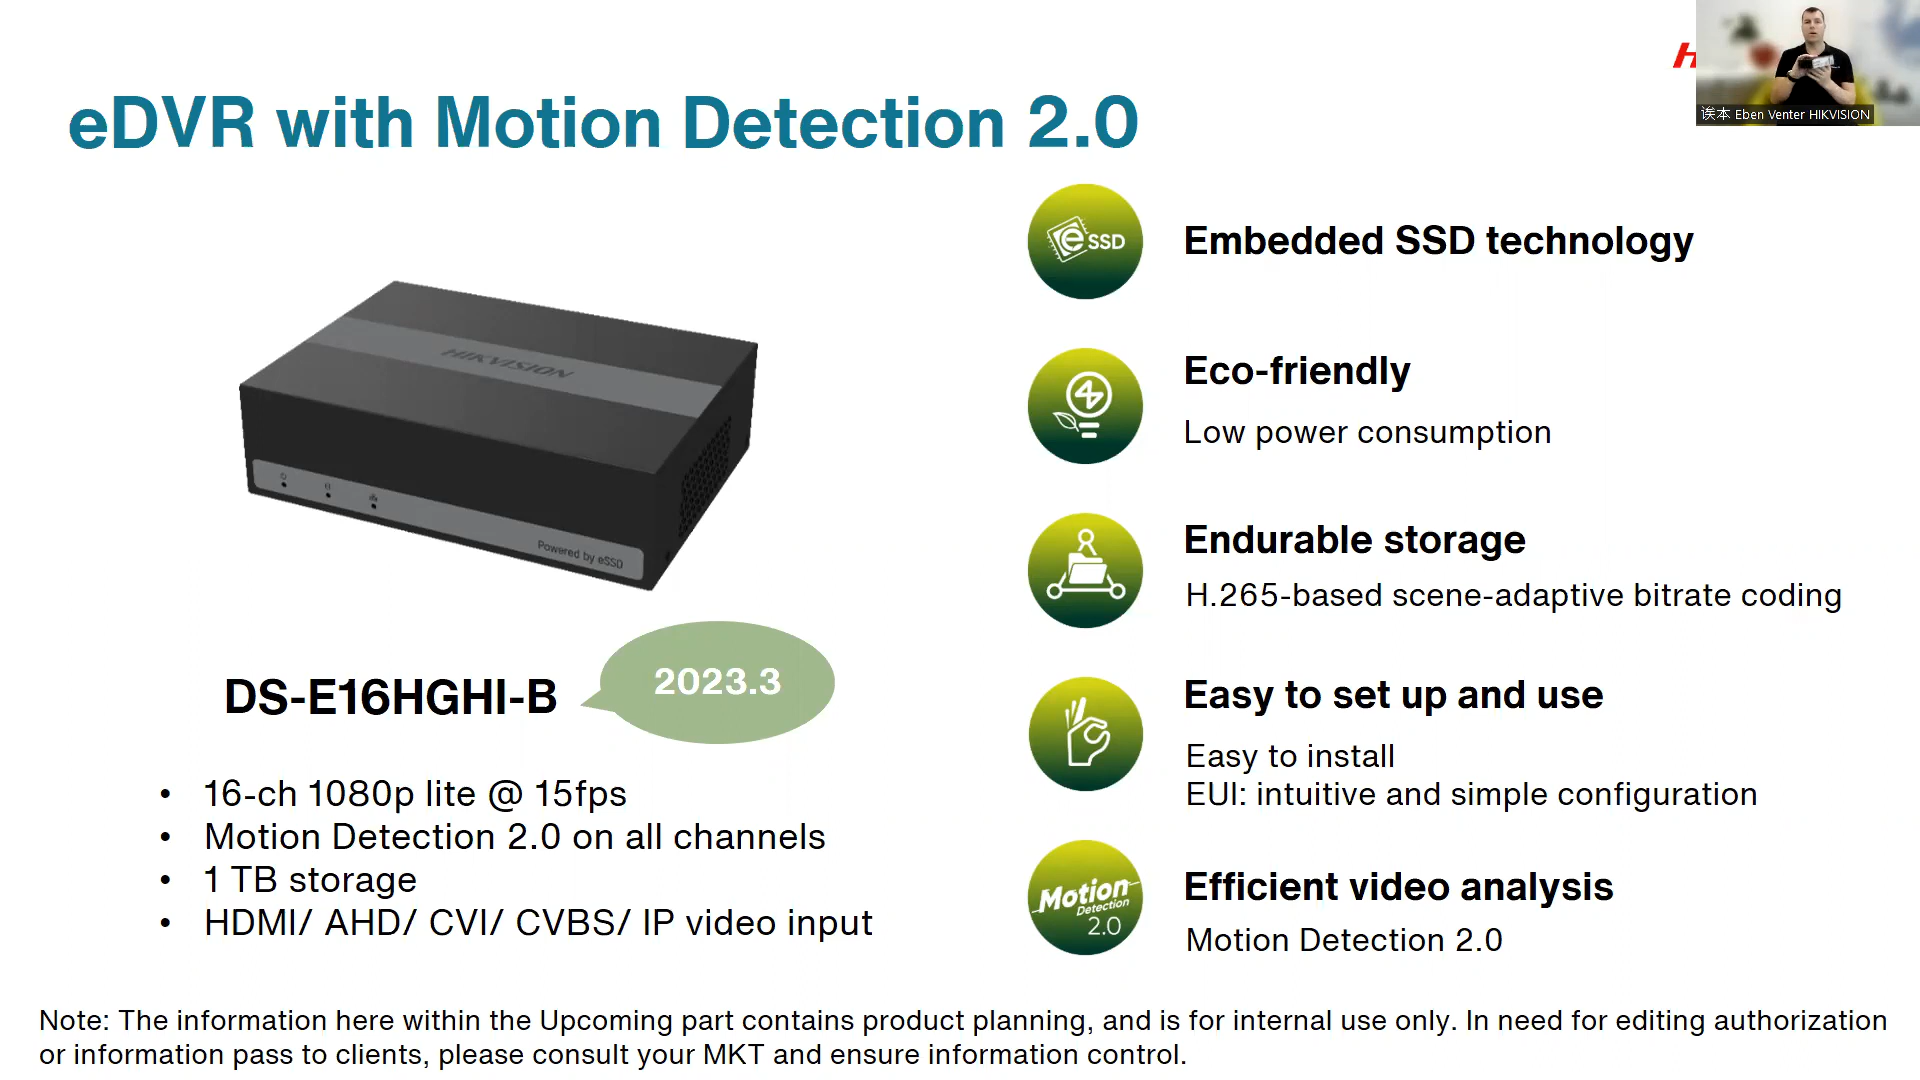 eDVR with Motion Detection 2.0
H
诶本 Eben Venter HIKVISION
HIKVISION
Powered by eSSD
DS-E16HGHI-B
2023.3
• 16-ch 1080p lite @ 15fps
• Motion Detection 2.0 on all channels
• 1 TB storage
• HDMI/ AHD/ CVI/ CVBS/ IP video input
eSSD
Embedded SSD technology
Eco-friendly
Low power consumption
Endurable storage
H.265-based scene-adaptive bitrate coding
Easy to set up and use
Easy to install
EUI: intuitive and simple configuration
Motion
Detection
2.0
Efficient video analysis
Motion Detection 2.0
Note: The information here within the Upcoming part contains product planning, and is for internal use only. In need for editing authorization
or information pass to clients, please consult your MKT and ensure information control.